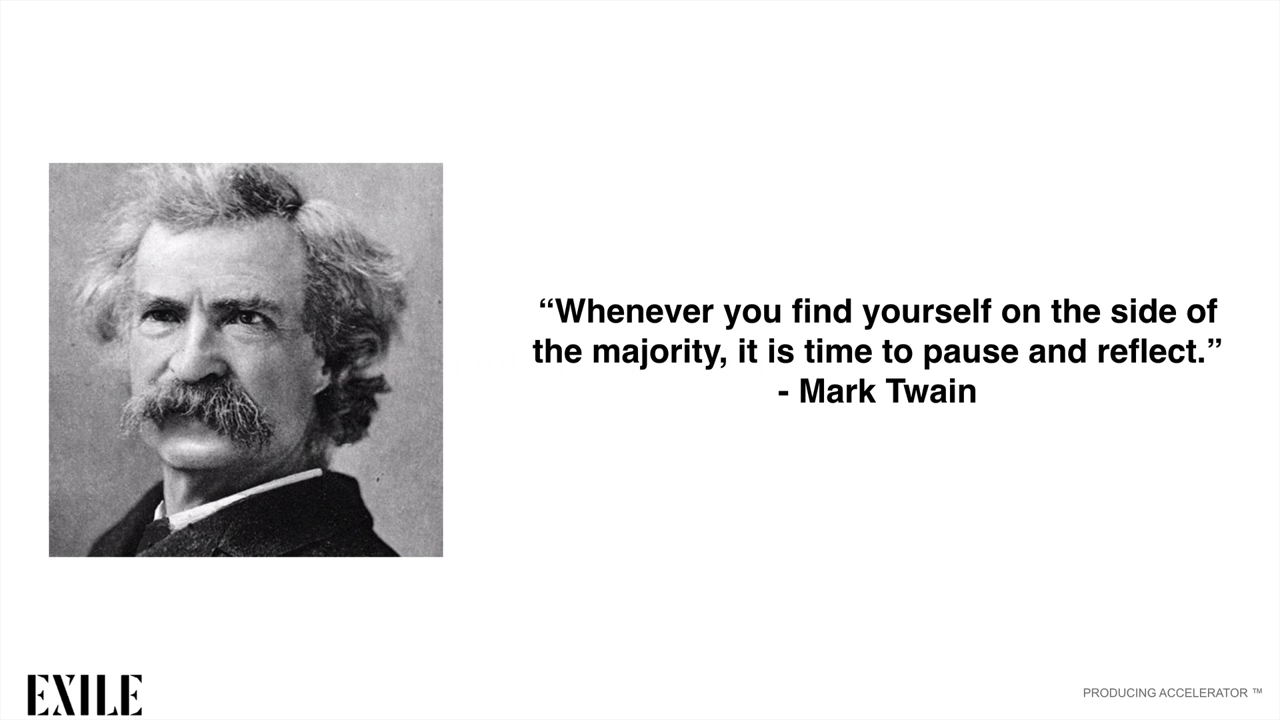 “Whenever you find yourself on the side of
the majority, it is time to pause and reflect.”
- Mark Twain
EXILE
PRODUCING ACCELERATOR ™